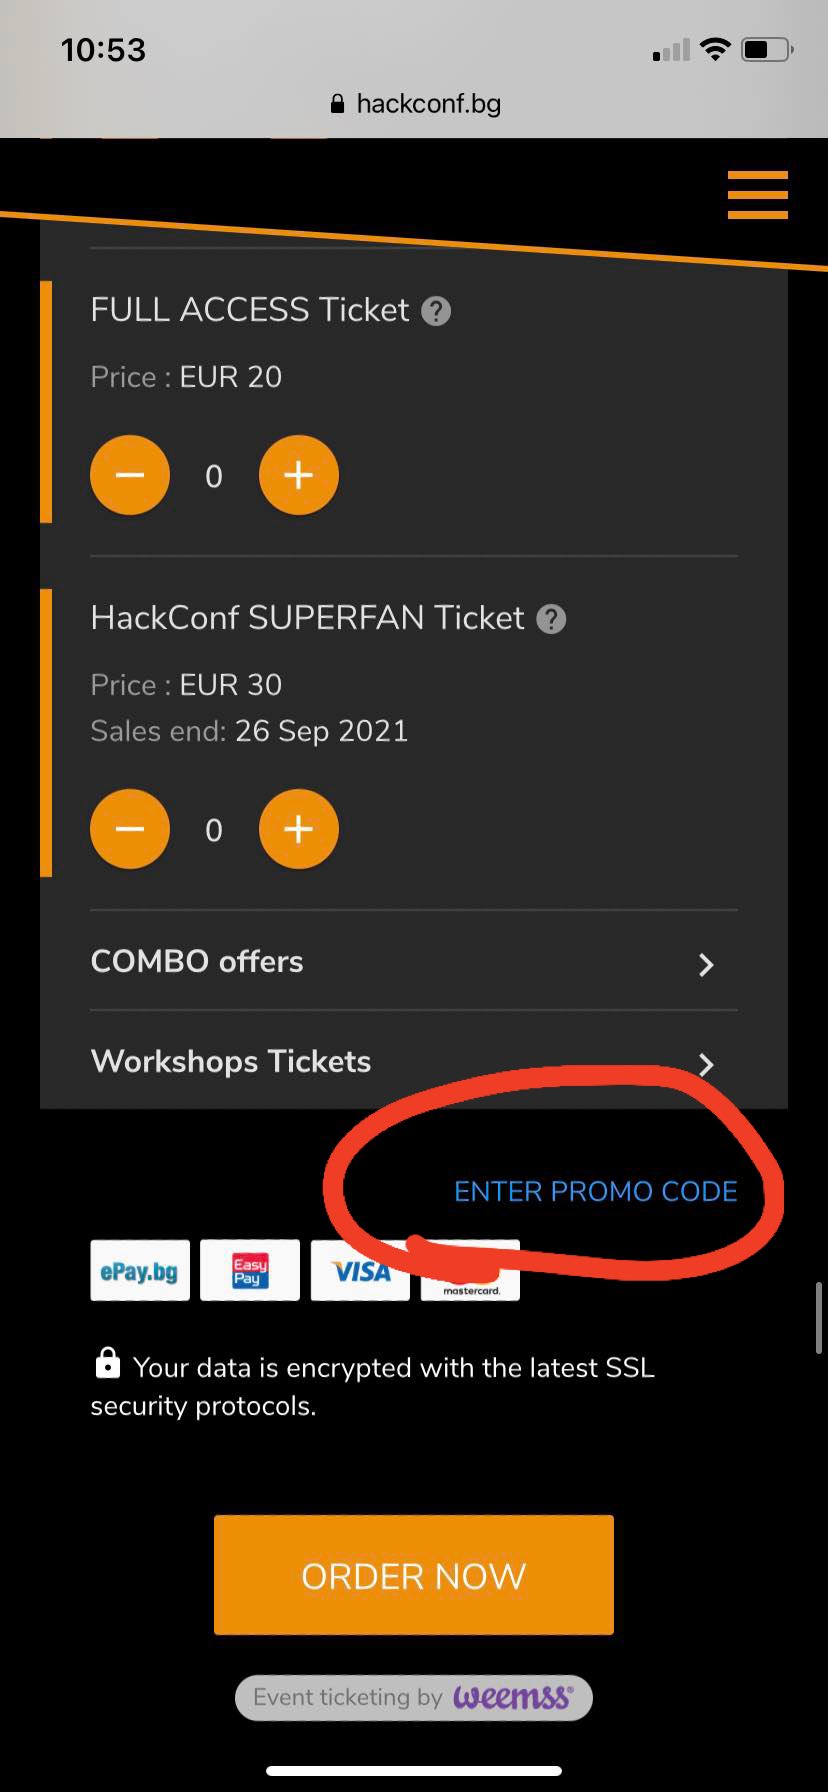 10:53
hackconf.bg
FULL ACCESS Ticket ?
Price : EUR 20
0
HackConf SUPERFAN Ticket ?
Price : EUR 30
Sales end: 26 Sep 2021
0
COMBO offers
Workshops Tickets
ENTER PROMO CODE
ePay.bg Easy Pay VISA mastercard.
Your data is encrypted with the latest SSL
security protocols.
ORDER NOW
Event ticketing by weemss®